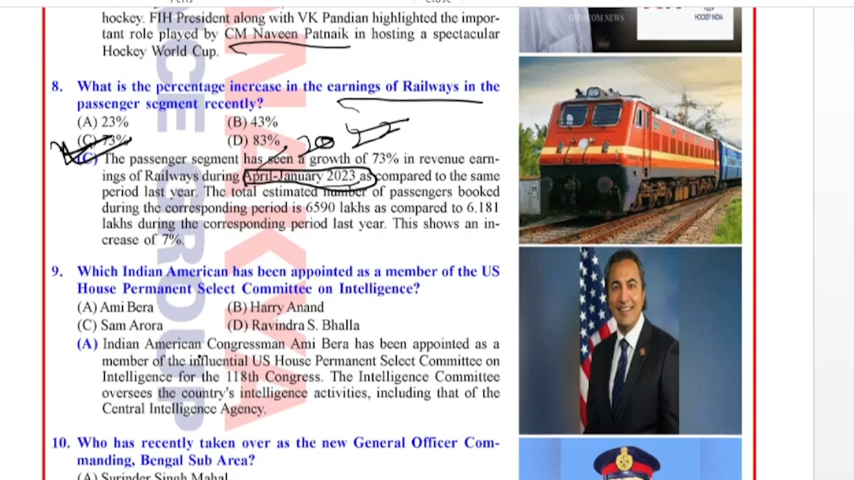 hockey. FIH President along with VK Pandian highlighted the impor-
tant role played by CM Naveen Patnaik in hosting a spectacular
Hockey World Cup.
8. What is the percentage increase in the earnings of Railways in the
passenger segment recently?
(A) 23% (B) 43%
(C) 73% (D) 83%
(C) The passenger segment has seen a growth of 73% in revenue earn-
ings of Railways during April-January 2023 as compared to the same
period last year. The total estimated number of passengers booked
during the corresponding period is 6590 lakhs as compared to 6.181
lakhs during the corresponding period last year. This shows an in-
crease of 7%.
9. Which Indian American has been appointed as a member of the US
House Permanent Select Committee on Intelligence?
(A) Ami Bera (B) Harry Anand
(C) Sam Arora (D) Ravindra S. Bhalla
(A) Indian American Congressman Ami Bera has been appointed as a
member of the influential US House Permanent Select Committee on
Intelligence for the 118th Congress. The Intelligence Committee
oversees the country's intelligence activities, including that of the
Central Intelligence Agency.
10. Who has recently taken over as the new General Officer Com-
manding, Bengal Sub Area?
(A) Surinder Singh Mahal
HOCKEY INDIA